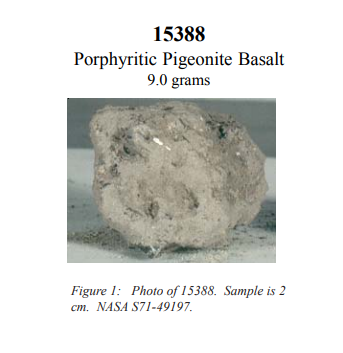 15388
Porphyritic Pigeonite Basalt
9.0 grams
Figure 1: Photo of 15388. Sample is 2
cm. NASA S71-49197.